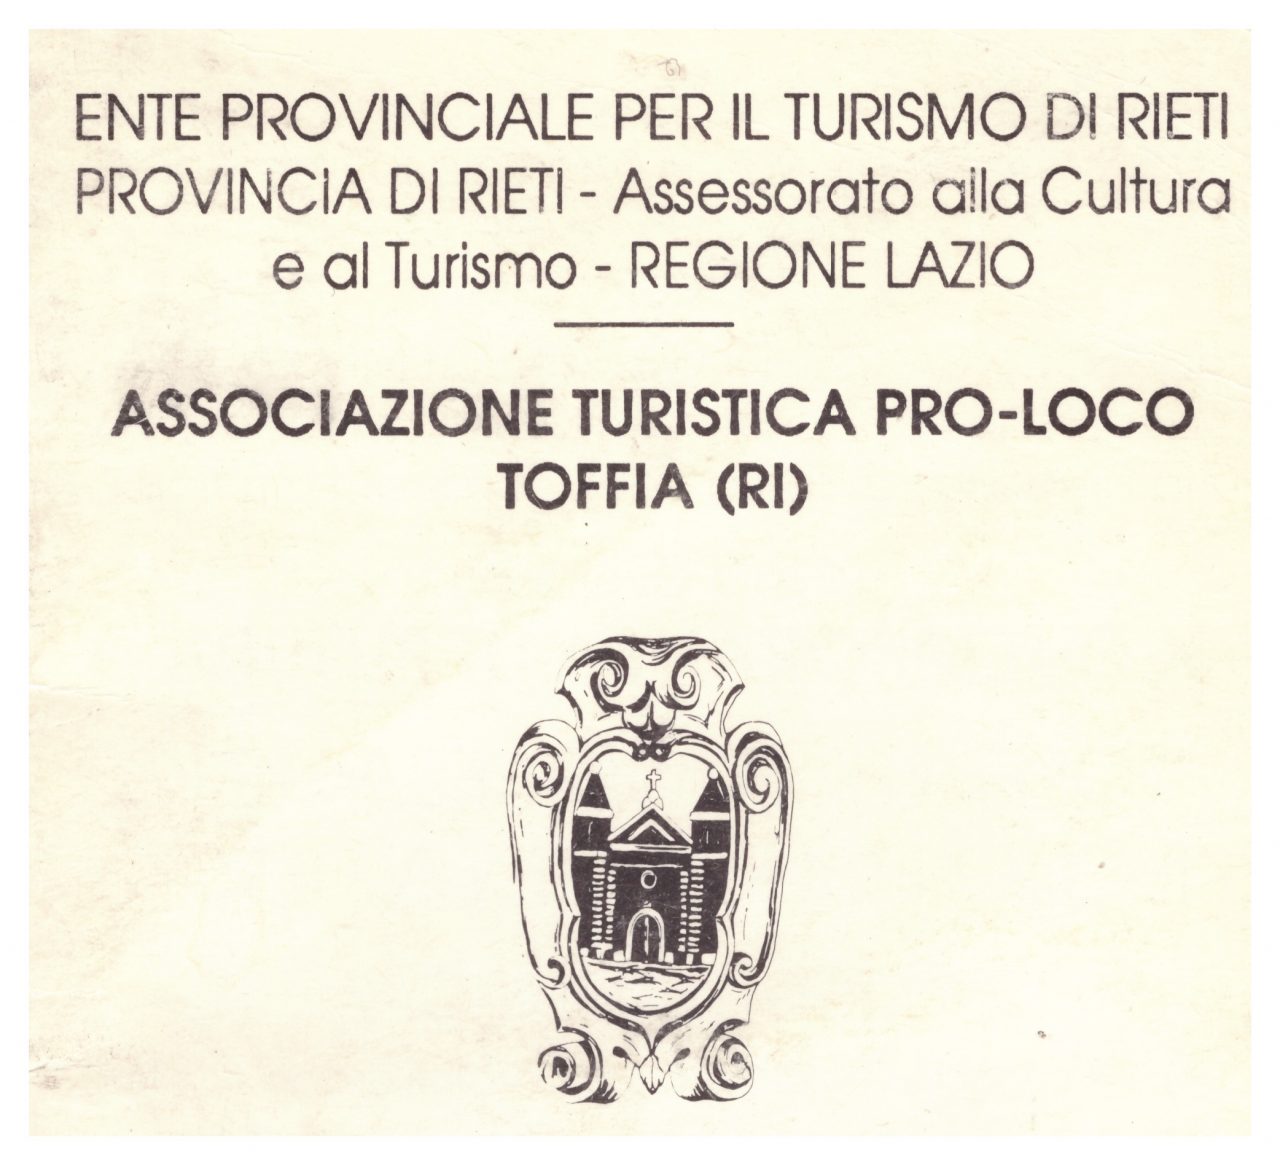 ENTE PROVINCIALE PER IL TURISMO DI RIETI
PROVINCIA DI RIETI - Assessorato alla Cultura
e al Turismo - REGIONE LAZIO
ASSOCIAZIONE TURISTICA PRO-LOCO
TOFFIA (RI)